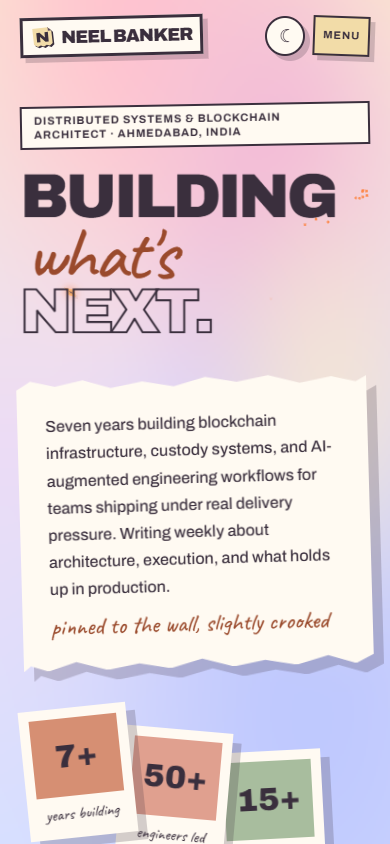 N NEEL BANKER
MENU
DISTRIBUTED SYSTEMS & BLOCKCHAIN
ARCHITECT · AHMEDABAD, INDIA
BUILDING
what's
NEXT.
Seven years building blockchain
infrastructure, custody systems, and AI-
augmented engineering workflows for
teams shipping under real delivery
pressure. Writing weekly about
architecture, execution, and what holds
up in production.
pinned to the wall, slightly crooked
7+
years building
50+
engineers led
15+